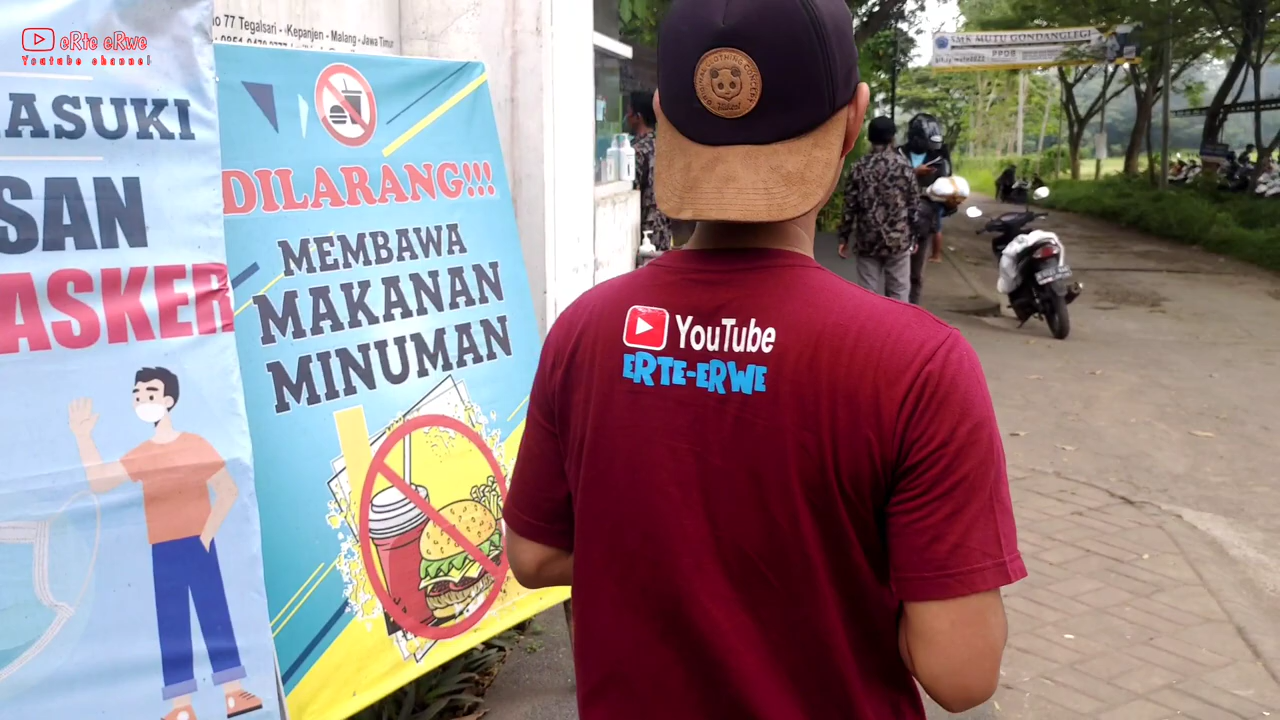 eRte eRwe
Youtube channel
ASUKI
SAN
ASKER
no 77 Tegalsari - Kepanjen - Malang - Jawa Timur
DILARANG!!!
MEMBAWA
MAKANAN
MINUMAN
YouTube
ERTE-ERWE
SMK MUTU GONDANGLEGI
PPDB